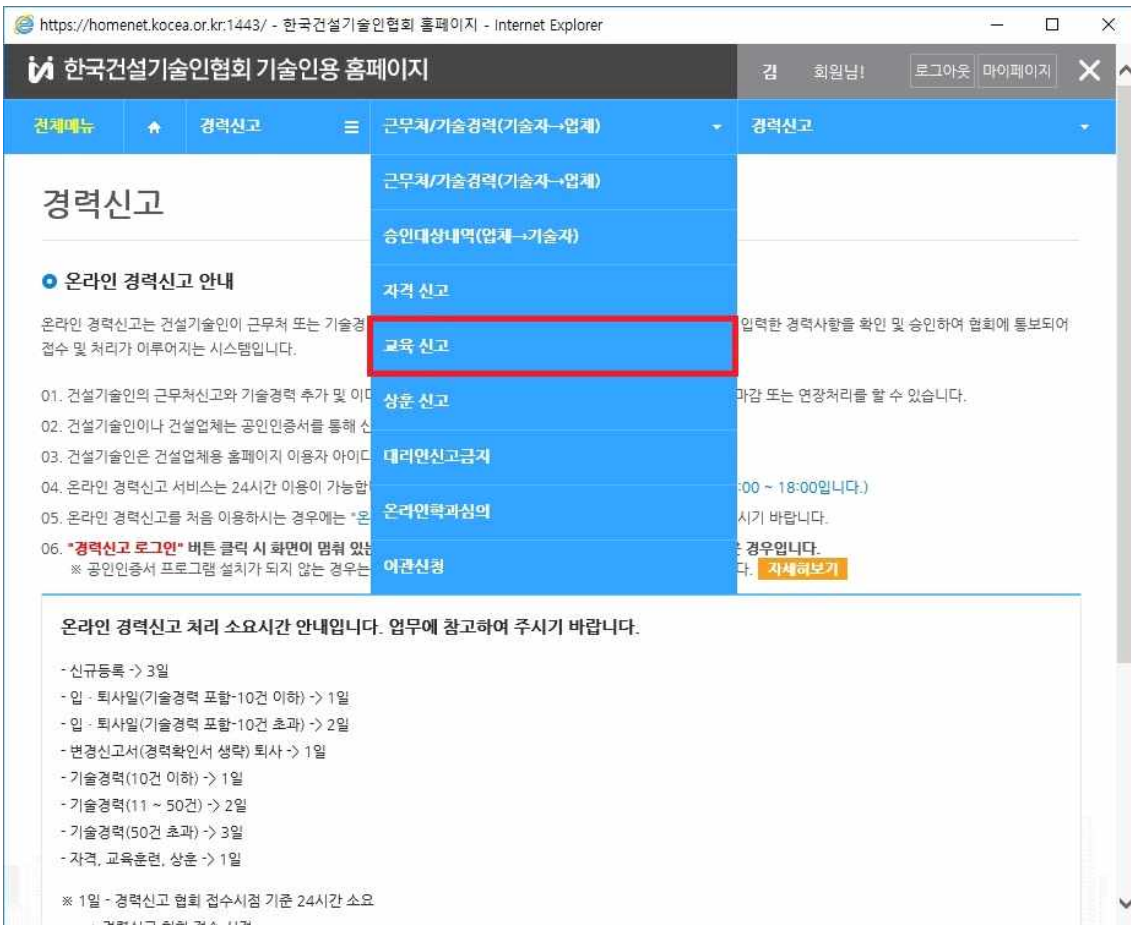 https://homenet.kocea.or.kr:1443/ - 한국건설기술인협회 홈페이지 - Internet Explorer
한국건설기술인협회 기술인용 홈페이지
김 회원님!
로그아웃 마이페이지
전체메뉴
경력신고
근무처/기술경력(기술자→업체)
경력신고
근무처/기술경력(기술자→업체)
승인대상내역(업체→기술자)
자격 신고
교육 신고
상훈 신고
대리인신고금지
온라인학과심의
이관신청
경력신고
온라인 경력신고 안내
온라인 경력신고는 건설기술인이 근무처 또는 기술경 입력한 경력사항을 확인 및 승인하여 협회에 통보되어
접수 및 처리가 이루어지는 시스템입니다.
01. 건설기술인의 근무처신고와 기술경력 추가 및 이 마감 또는 연장처리를 할 수 있습니다.
02. 건설기술인이나 건설업체는 공인인증서를 통해 신
03. 건설기술인은 건설업체용 홈페이지 이용자 아이디
04. 온라인 경력신고 서비스는 24시간 이용이 가능합 :00 ~ 18:00입니다.)
05. 온라인 경력신고를 처음 이용하시는 경우에는 "온 시기 바랍니다.
06. "경력신고 로그인" 버튼 클릭 시 화면이 멈춰 있는 경우입니다.
※ 공인인증서 프로그램 설치가 되지 않는 경우는 다. 자세히보기
온라인 경력신고 처리 소요시간 안내입니다. 업무에 참고하여 주시기 바랍니다.
- 신규등록 -> 3일
- 입 · 퇴사일(기술경력 포함-10건 이하) -> 1일
- 입 · 퇴사일(기술경력 포함-10건 초과) -> 2일
- 변경신고서(경력확인서 생략) 퇴사 -> 1일
- 기술경력(10건 이하) -> 1일
- 기술경력(11 ~ 50건) -> 2일
- 기술경력(50건 초과) -> 3일
- 자격, 교육훈련, 상훈 -> 1일
※ 1일 - 경력신고 협회 접수시점 기준 24시간 소요